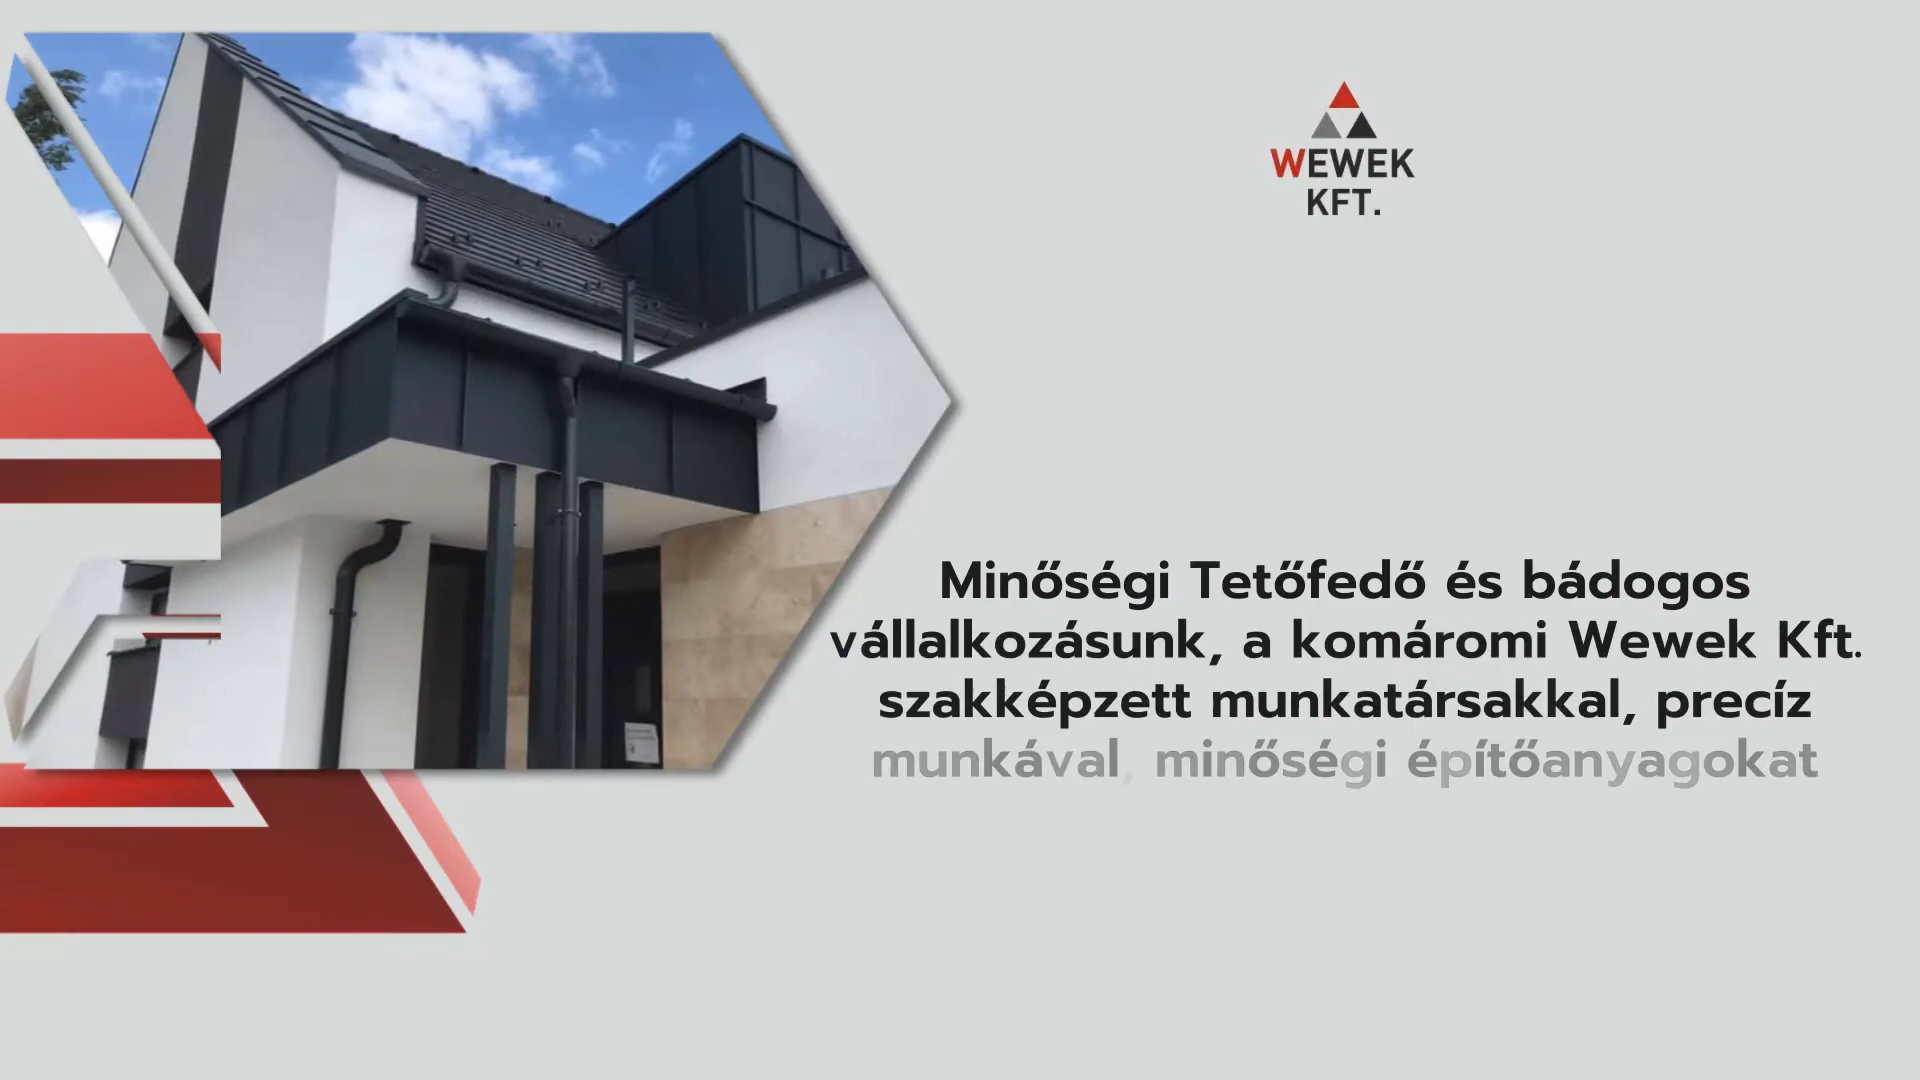 WEWEK
KFT.
Minőségi Tetőfedő és bádogos
vállalkozásunk, a komáromi Wewek Kft.
szakképzett munkatársakkal, precíz
munkával, minőségi építőanyagokat